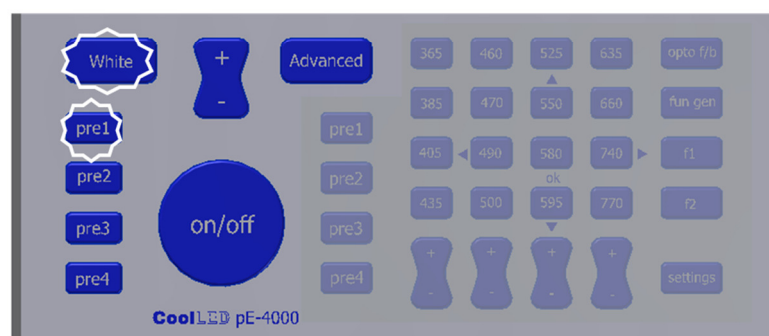 White + Advanced 365 460 525 635 opto f/b
-
pre1 pre1 385 470 550 660 fun gen
405 490 580 740 f1
pre2 pre2 ok
on/off 435 500 595 770 f2
pre3 pre3
+ + + +
pre4 pre4 - - - - settings
CoolLED pE-4000